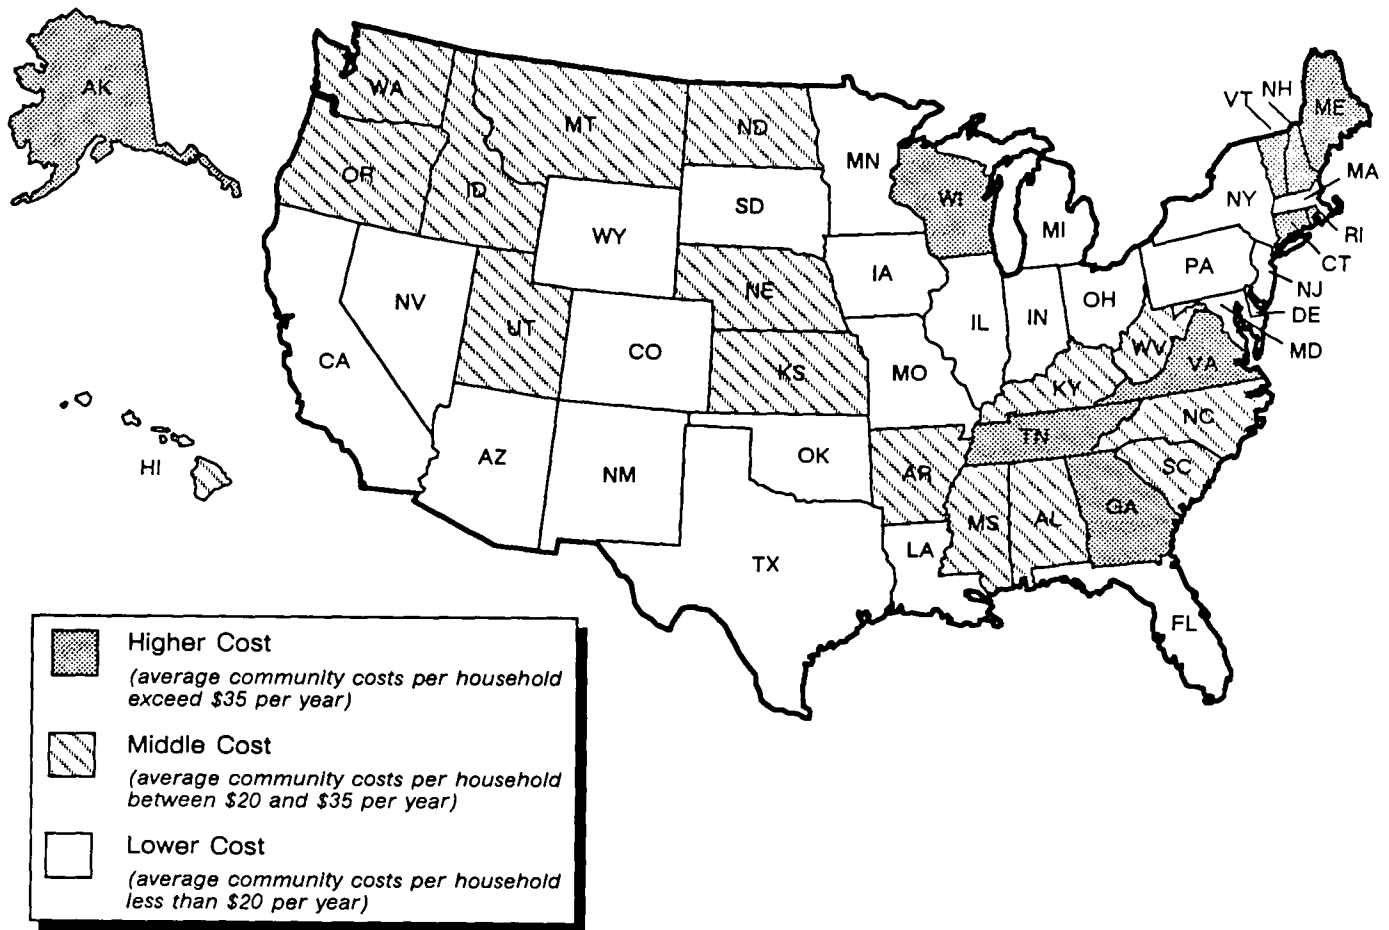 AK
WA
MT
ND
MN
OR
ID
WY
SD
WI
MI
VT
NH
ME
MA
NY
RI
CT
PA
NJ
DE
MD
NV
UT
CO
NE
IA
IL
IN
OH
WV
VA
CA
KS
MO
KY
NC
TN
SC
AZ
NM
OK
AR
MS
AL
GA
HI
TX
LA
FL
Higher Cost
(average community costs per household
exceed $35 per year)
Middle Cost
(average community costs per household
between $20 and $35 per year)
Lower Cost
(average community costs per household
less than $20 per year)